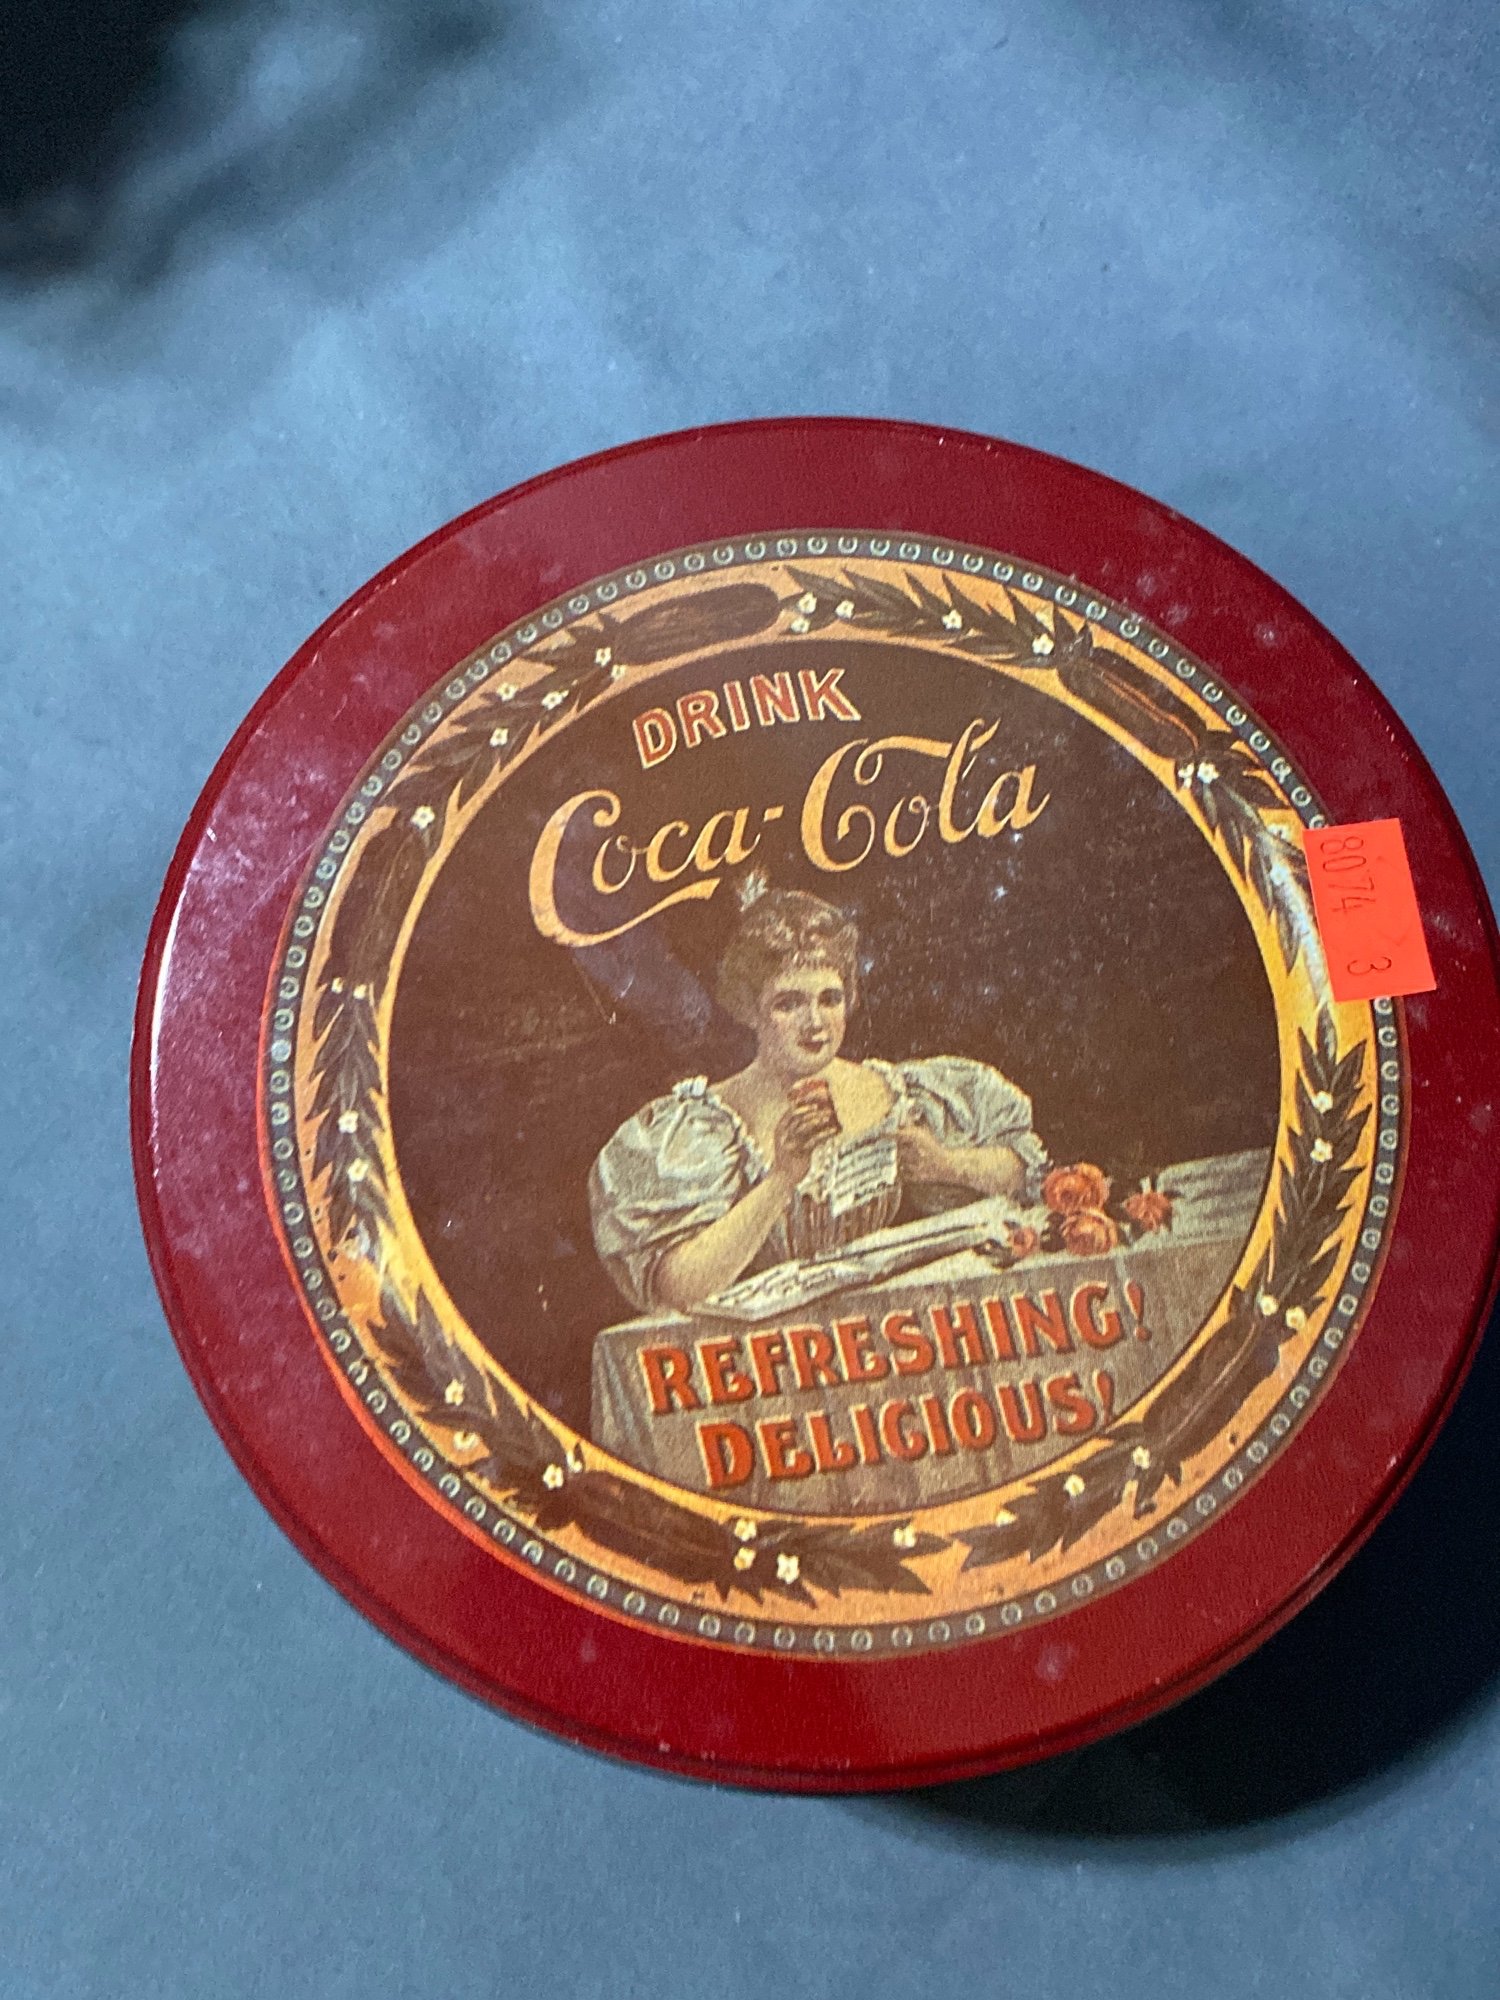 DRINK
Coca-Cola
REFRESHING!
DELICIOUS!
8074
3